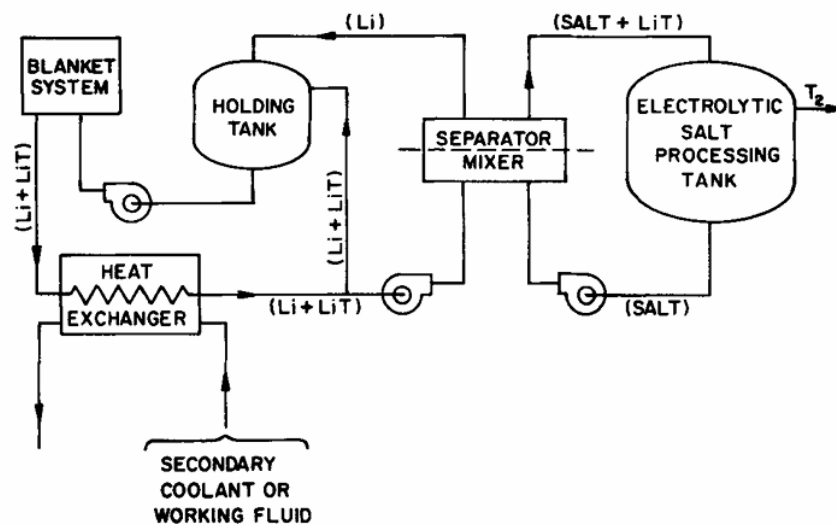 (Li)
(SALT + LiT)
BLANKET
SYSTEM
HOLDING
TANK
ELECTROLYTIC
SALT
PROCESSING
TANK
T2
SEPARATOR
MIXER
(Li + LiT)
(Li + LiT)
HEAT
EXCHANGER
(Li + LiT)
(SALT)
SECONDARY
COOLANT OR
WORKING FLUID